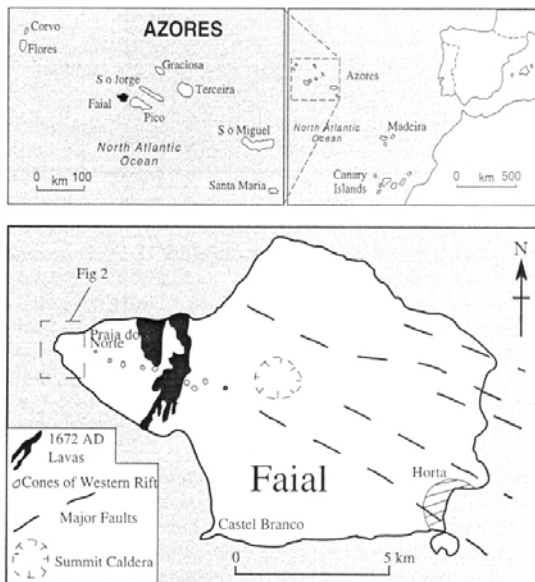 AZORES
Corvo
Flores
Graciosa
S o Jorge
Terceira
Faial
Pico
S o Miguel
North Atlantic
Ocean
0 100
km
Santa Maria
Azores
North Atlantic
Ocean
Madeira
Canary
Islands
0 500
km
Fig 2
N
Praia do
Norte
1672 AD
Lavas
Cones of Western Rift
Major Faults
Summit Caldera
Faial
Horta
Castel Branco
0 5 km